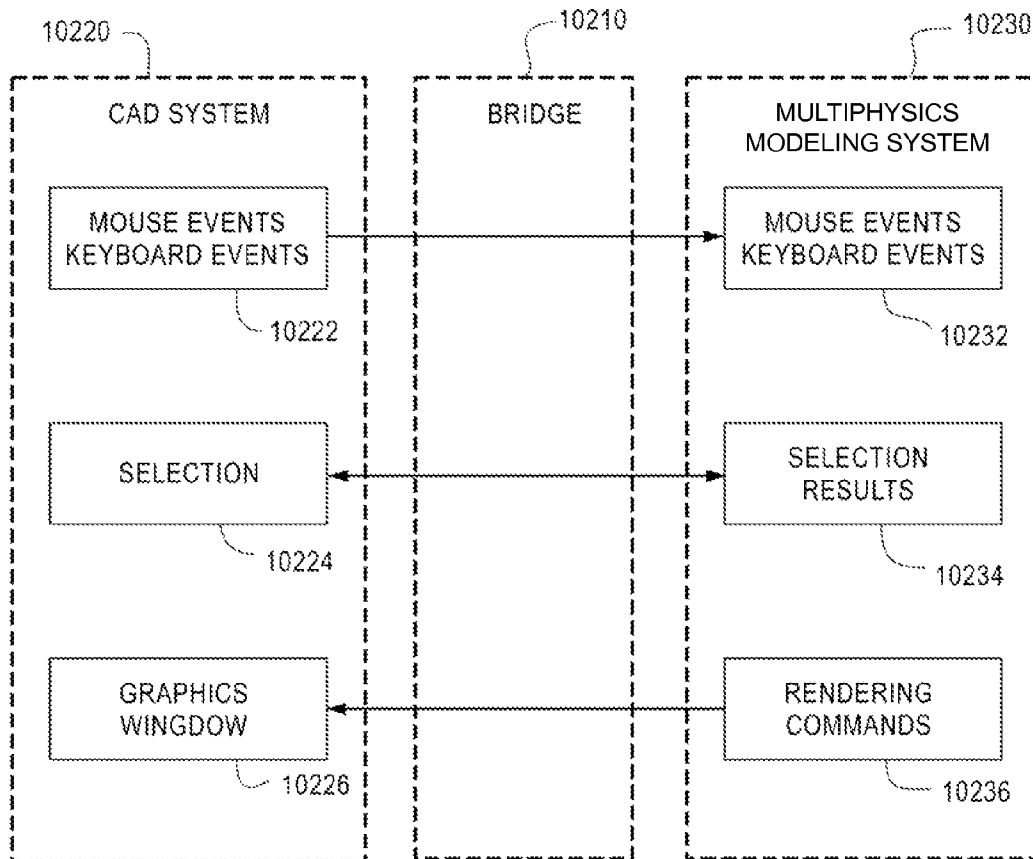 10220
10210
10230
CAD SYSTEM
BRIDGE
MULTIPHYSICS
MODELING SYSTEM
MOUSE EVENTS
KEYBOARD EVENTS
MOUSE EVENTS
KEYBOARD EVENTS
10222
10232
SELECTION
SELECTION
RESULTS
10224
10234
GRAPHICS
WINGDOW
RENDERING
COMMANDS
10226
10236